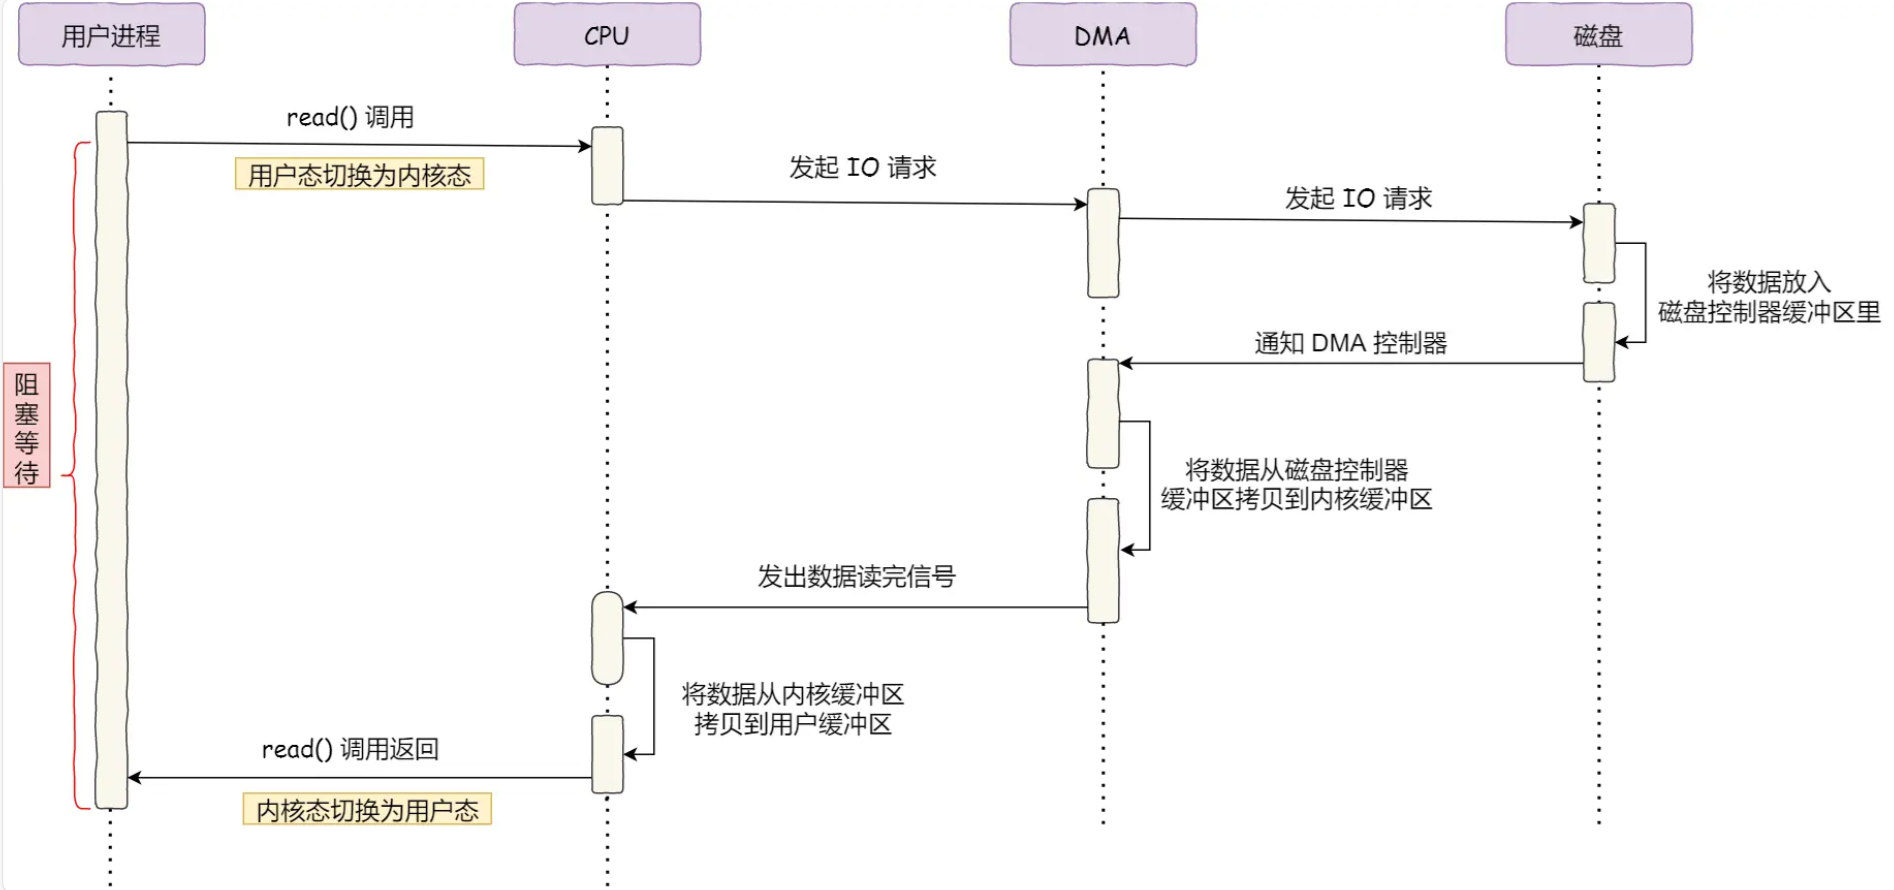 用户进程
CPU
DMA
磁盘
read() 调用
用户态切换为内核态
发起 IO 请求
发起 IO 请求
将数据放入
磁盘控制器缓冲区里
通知 DMA 控制器
阻
塞
等
待
将数据从磁盘控制器
缓冲区拷贝到内核缓冲区
发出数据读完信号
将数据从内核缓冲区
拷贝到用户缓冲区
read() 调用返回
内核态切换为用户态